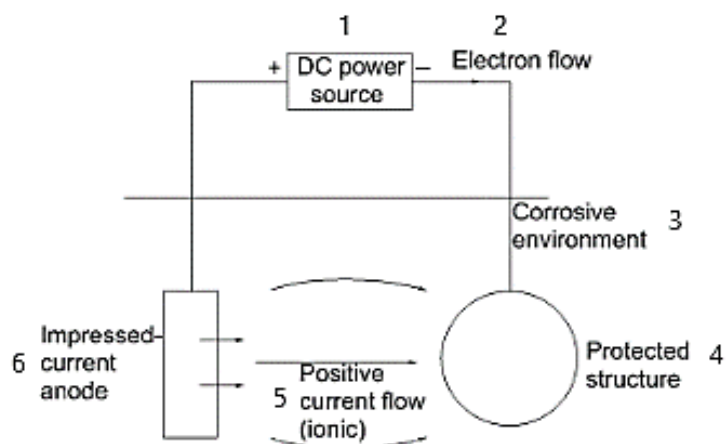 1
2
+ DC power −
source
Electron flow
Corrosive
environment 3
6 Impressed-
current
anode
5 Positive
current flow
(ionic)
Protected 4
structure